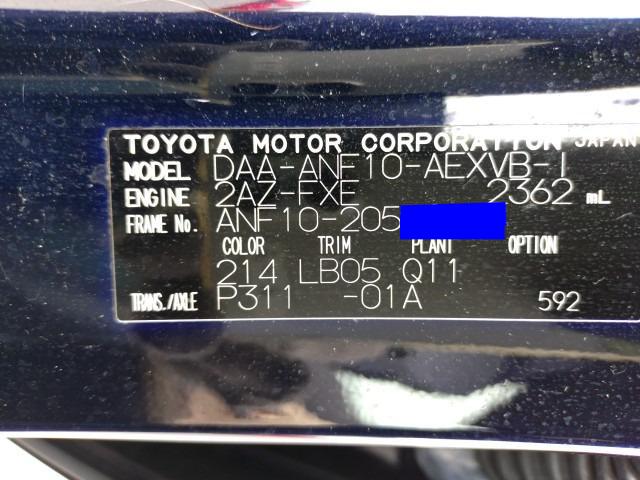 TOYOTA MOTOR CORPORATION JAPAN
MODEL DAA-ANF10-AEXVB-1
ENGINE 2AZ-FXE 2362 mL
FRAME No. ANF10-205
COLOR TRIM PLANT OPTION
214 LB05 Q11
TRANS./AXLE P311 -01A 592